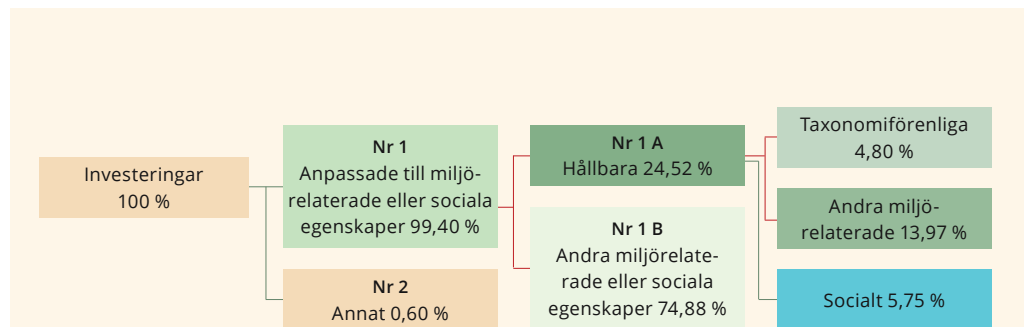 Investeringar
100 %
Nr 1
Anpassade till miljö-
relaterade eller sociala
egenskaper 99,40 %
Nr 2
Annat 0,60 %
Nr 1 A
Hållbara 24,52 %
Nr 1 B
Andra miljörelate-
rade eller sociala
egenskaper 74,88 %
Taxonomiförenliga
4,80 %
Andra miljö-
relaterade 13,97 %
Socialt 5,75 %